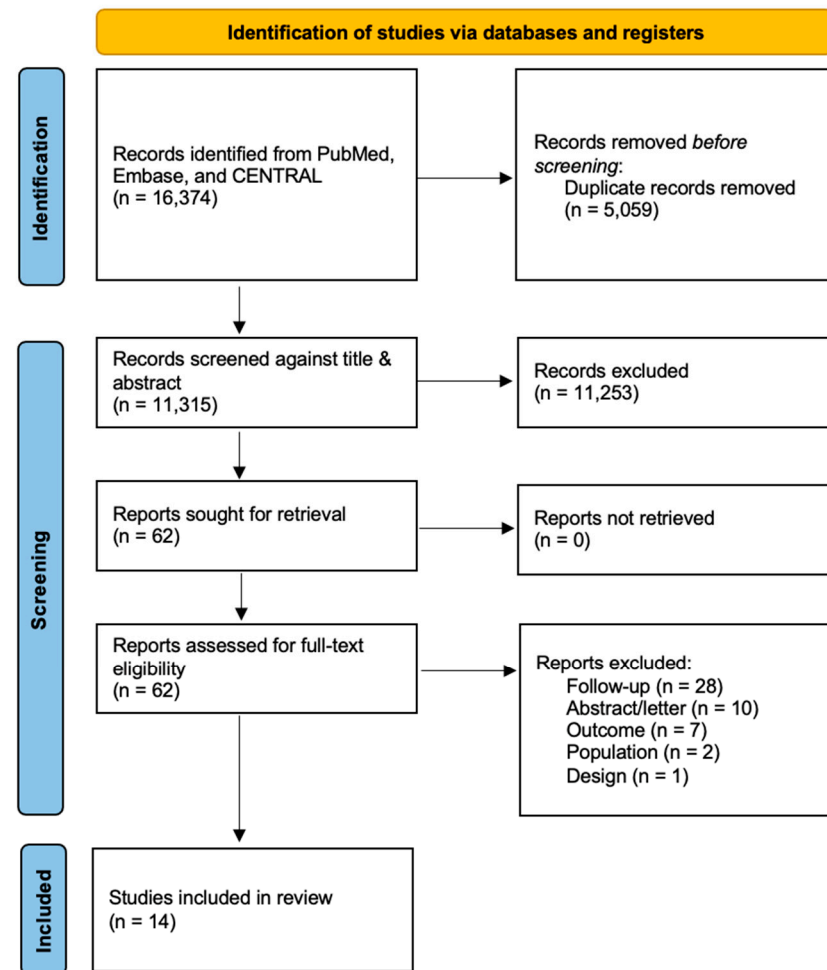 Identification of studies via databases and registers
Identification
Records identified from PubMed,
Embase, and CENTRAL
(n = 16,374)
Records removed before
screening:
Duplicate records removed
(n = 5,059)
Screening
Records screened against title &
abstract
(n = 11,315)
Records excluded
(n = 11,253)
Reports sought for retrieval
(n = 62)
Reports not retrieved
(n = 0)
Reports assessed for full-text
eligibility
(n = 62)
Reports excluded:
Follow-up (n = 28)
Abstract/letter (n = 10)
Outcome (n = 7)
Population (n = 2)
Design (n = 1)
Included
Studies included in review
(n = 14)